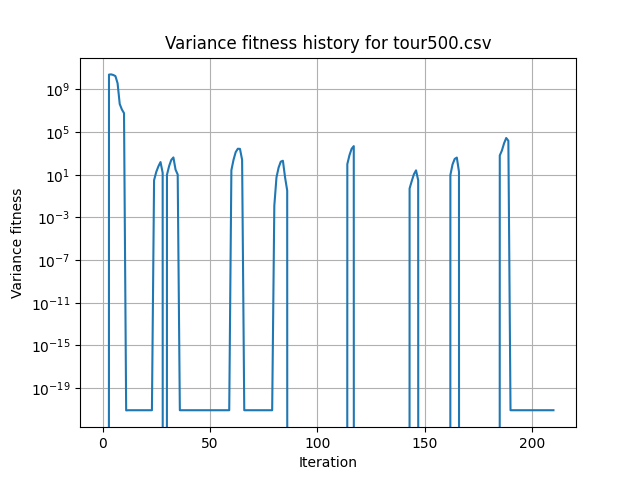 Variance fitness history for tour500.csv
10^9
10^5
10^1
10^−3
10^−7
10^−11
10^−15
10^−19
Variance fitness
0 50 100 150 200
Iteration